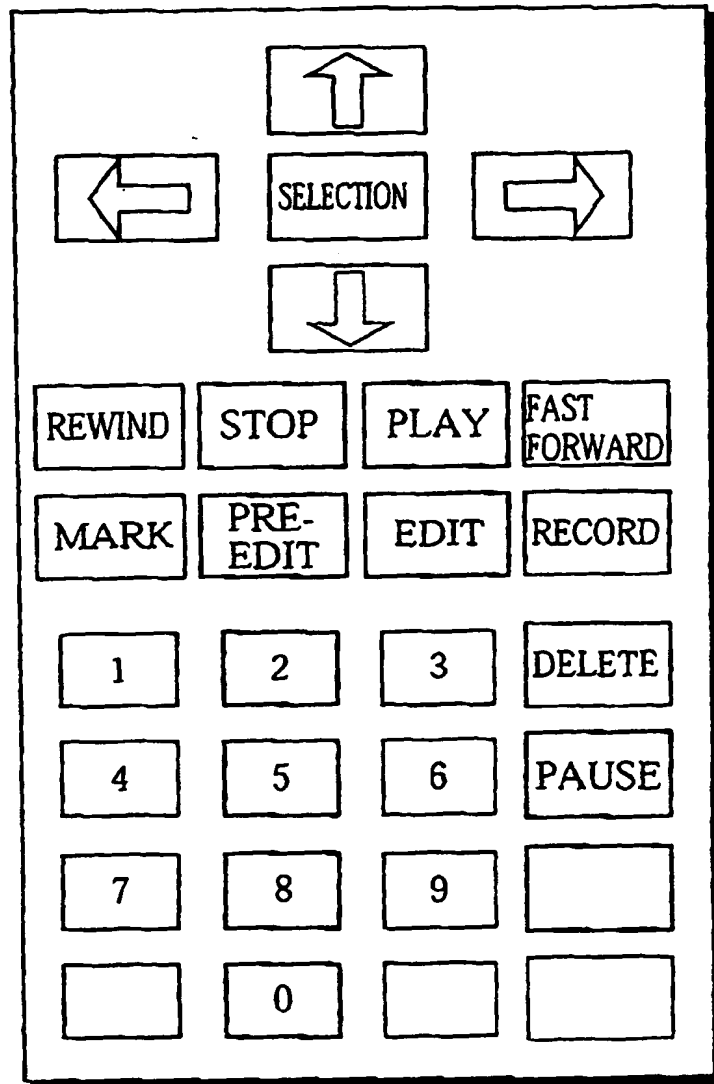 SELECTION
REWIND STOP PLAY FAST
FORWARD
MARK PRE-
EDIT EDIT RECORD
1 2 3 DELETE
4 5 6 PAUSE
7 8 9
0